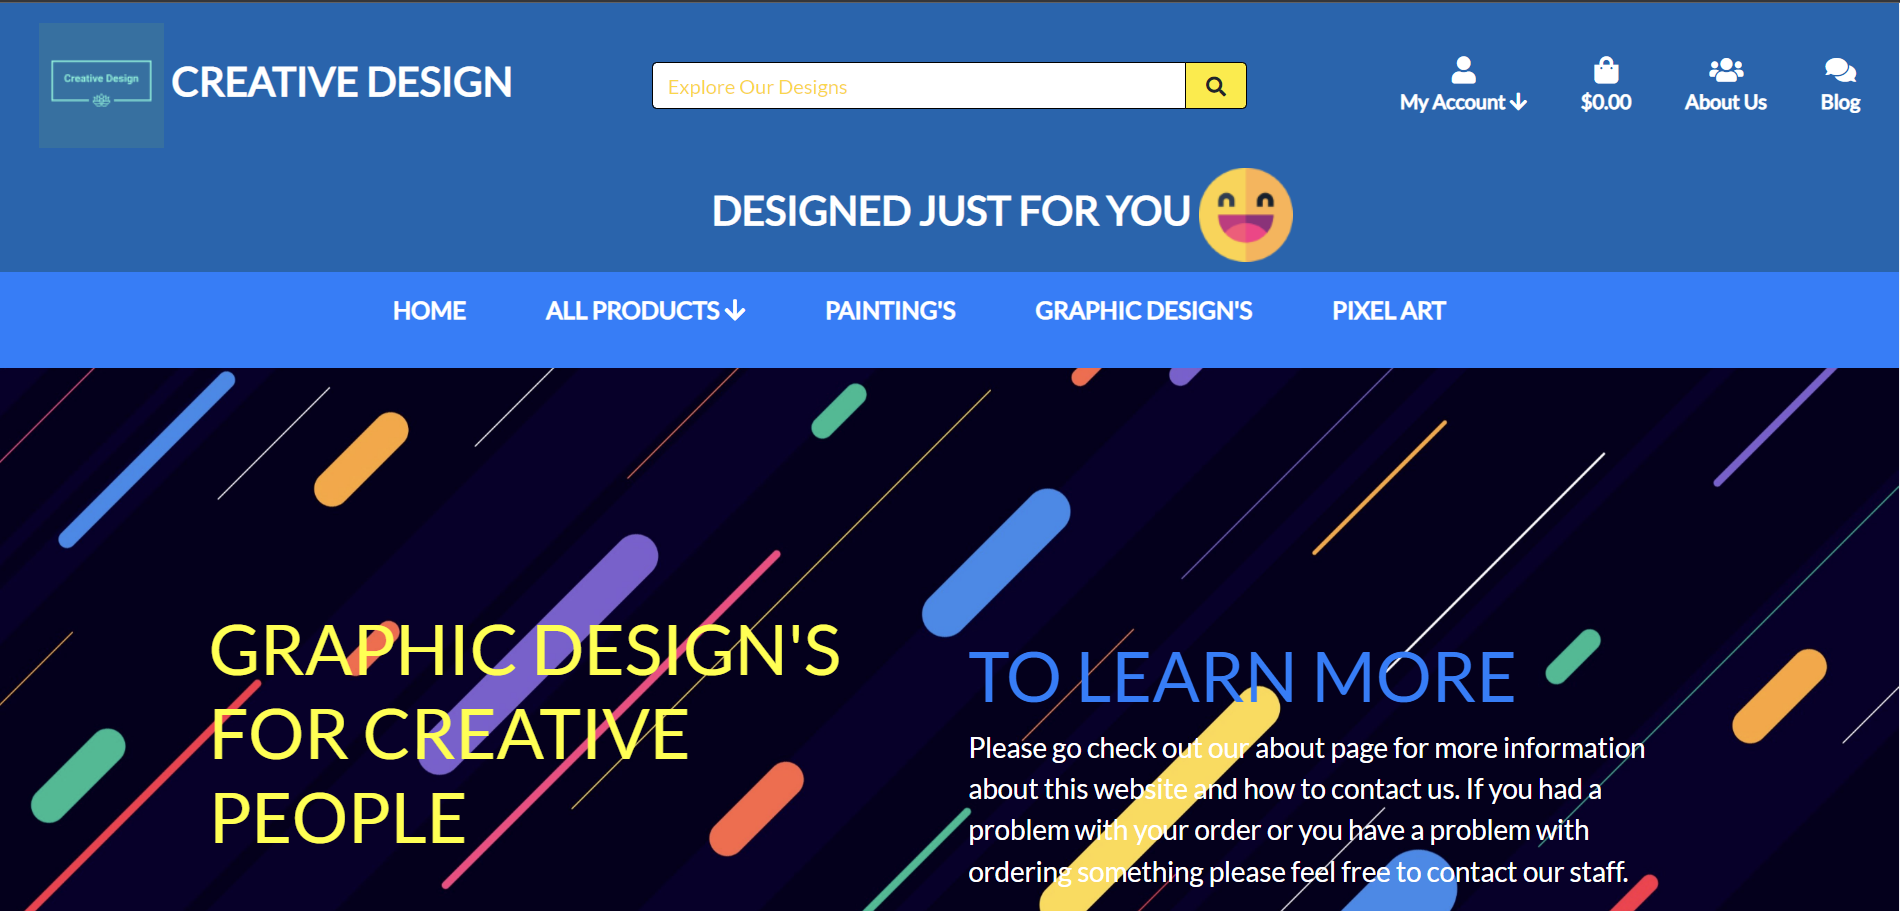 Creative Design
CREATIVE DESIGN
Explore Our Designs
My Account
$0.00
About Us
Blog
DESIGNED JUST FOR YOU
HOME
ALL PRODUCTS
PAINTING'S
GRAPHIC DESIGN'S
PIXEL ART
GRAPHIC DESIGN'S
FOR CREATIVE
PEOPLE
TO LEARN MORE
Please go check out our about page for more information
about this website and how to contact us. If you had a
problem with your order or you have a problem with
ordering something please feel free to contact our staff.